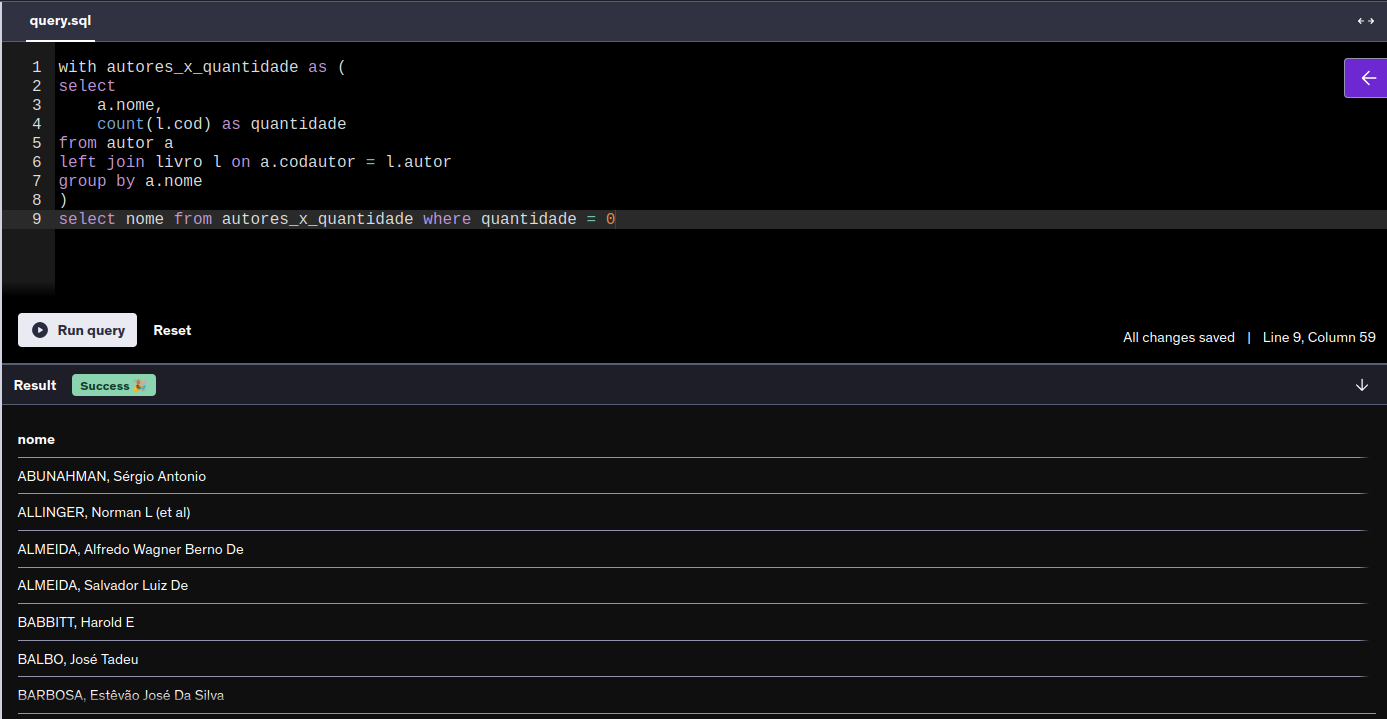 query.sql
1 with autores_x_quantidade as (
2 select
3     a.nome,
4     count(l.cod) as quantidade
5 from autor a
6 left join livro l on a.codautor = l.autor
7 group by a.nome
8 )
9 select nome from autores_x_quantidade where quantidade = 0
Run query Reset
All changes saved | Line 9, Column 59
Result Success 🎉
nome
ABUNAHMAN, Sérgio Antonio
ALLINGER, Norman L (et al)
ALMEIDA, Alfredo Wagner Berno De
ALMEIDA, Salvador Luiz De
BABBITT, Harold E
BALBO, José Tadeu
BARBOSA, Estêvão José Da Silva